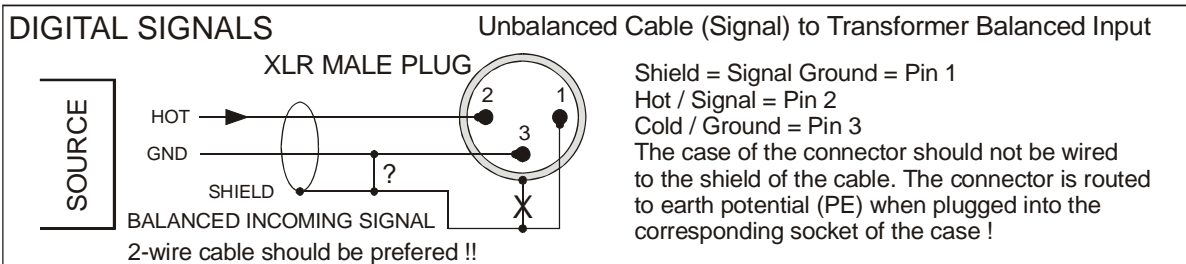 DIGITAL SIGNALS
Unbalanced Cable (Signal) to Transformer Balanced Input
XLR MALE PLUG
SOURCE
HOT
GND
SHIELD
?
2
1
3
X
BALANCED INCOMING SIGNAL
2-wire cable should be prefered !!
Shield = Signal Ground = Pin 1
Hot / Signal = Pin 2
Cold / Ground = Pin 3
The case of the connector should not be wired
to the shield of the cable. The connector is routed
to earth potential (PE) when plugged into the
corresponding socket of the case !